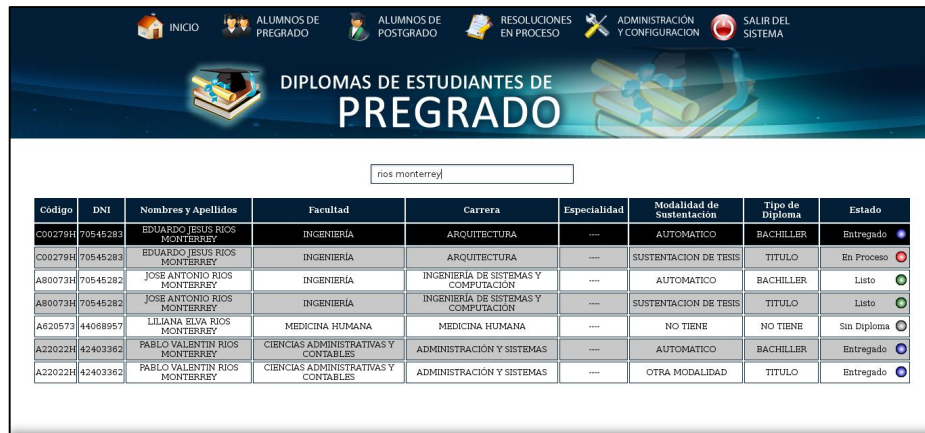 INICIO
ALUMNOS DE PREGRADO
ALUMNOS DE POSTGRADO
RESOLUCIONES EN PROCESO
ADMINISTRACIÓN Y CONFIGURACION
SALIR DEL SISTEMA
DIPLOMAS DE ESTUDIANTES DE
PREGRADO
rios monterrey
Código DNI Nombres y Apellidos Facultad Carrera Especialidad Modalidad de Sustentación Tipo de Diploma Estado
C00279H 70545283 EDUARDO JESUS RIOS MONTERREY INGENIERÍA ARQUITECTURA ---- AUTOMATICO BACHILLER Entregado
C00279H 70545283 EDUARDO JESUS RIOS MONTERREY INGENIERÍA ARQUITECTURA ---- SUSTENTACION DE TESIS TITULO En Proceso
A80073H 70545282 JOSE ANTONIO RIOS MONTERREY INGENIERÍA INGENIERÍA DE SISTEMAS Y COMPUTACIÓN ---- AUTOMATICO BACHILLER Listo
A80073H 70545282 JOSE ANTONIO RIOS MONTERREY INGENIERÍA INGENIERÍA DE SISTEMAS Y COMPUTACIÓN ---- SUSTENTACION DE TESIS TITULO Listo
A620573 44068957 LILIANA ELVA RIOS MONTERREY MEDICINA HUMANA MEDICINA HUMANA ---- NO TIENE NO TIENE Sin Diploma
A22022H 42403362 PABLO VALENTIN RIOS MONTERREY CIENCIAS ADMINISTRATIVAS Y CONTABLES ADMINISTRACIÓN Y SISTEMAS ---- AUTOMATICO BACHILLER Entregado
A22022H 42403362 PABLO VALENTIN RIOS MONTERREY CIENCIAS ADMINISTRATIVAS Y CONTABLES ADMINISTRACIÓN Y SISTEMAS ---- OTRA MODALIDAD TITULO Entregado